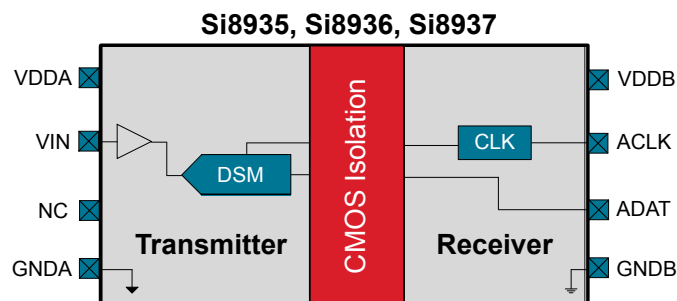 Si8935, Si8936, Si8937
VDDA
VIN
NC
GNDA
DSM
Transmitter
CMOS Isolation
CLK
Receiver
VDDB
ACLK
ADAT
GNDB